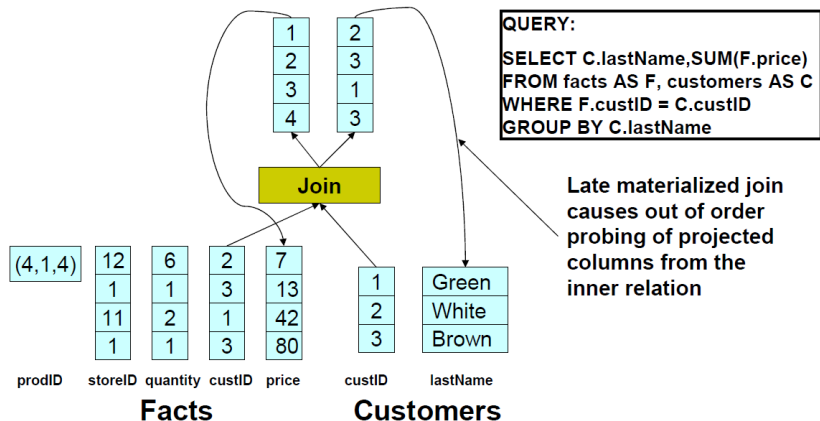 1 2
2 3
3 1
4 3
QUERY:
SELECT C.lastName,SUM(F.price)
FROM facts AS F, customers AS C
WHERE F.custID = C.custID
GROUP BY C.lastName
Join
Late materialized join
causes out of order
probing of projected
columns from the
inner relation
(4,1,4) 12 6 2 7
1 1 3 13
11 2 1 42
1 1 3 80
1 Green
2 White
3 Brown
prodID storeID quantity custID price custID lastName
Facts Customers